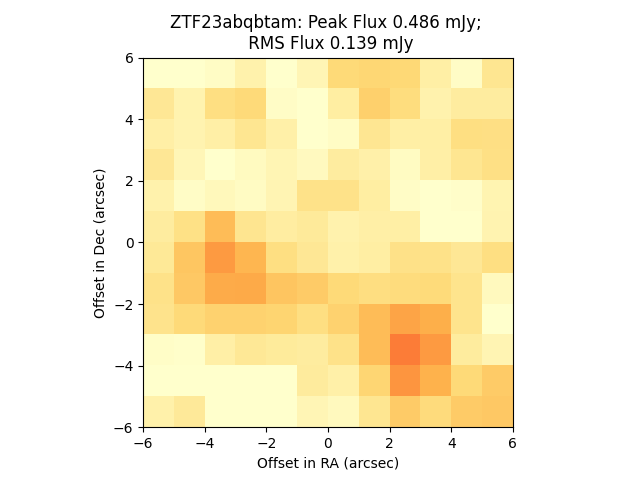 ZTF23abqbtam: Peak Flux 0.486 mJy;
RMS Flux 0.139 mJy
6
4
2
0
−2
−4
−6
Offset in Dec (arcsec)
−6 −4 −2 0 2 4 6
Offset in RA (arcsec)